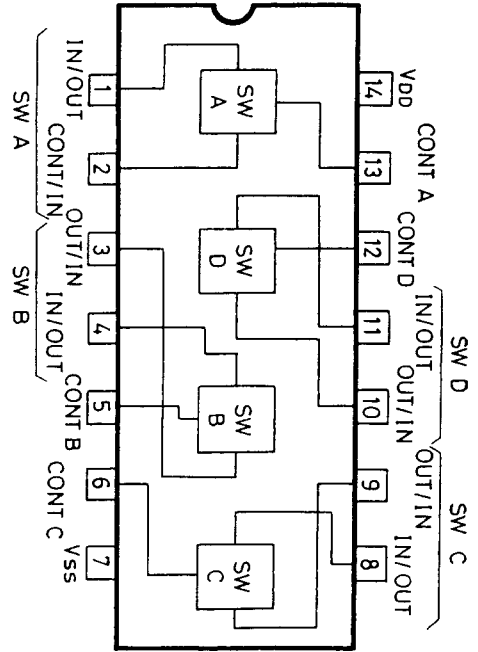 SW D SW C
VDD CONT A CONT D IN/OUT OUT/IN OUT/IN IN/OUT
14 13 12 11 10 9 8
SW SW SW SW
A D B C
1 2 3 4 5 6 7
IN/OUT CONT/IN OUT/IN IN/OUT CONT B CONT C VSS
SW A SW B